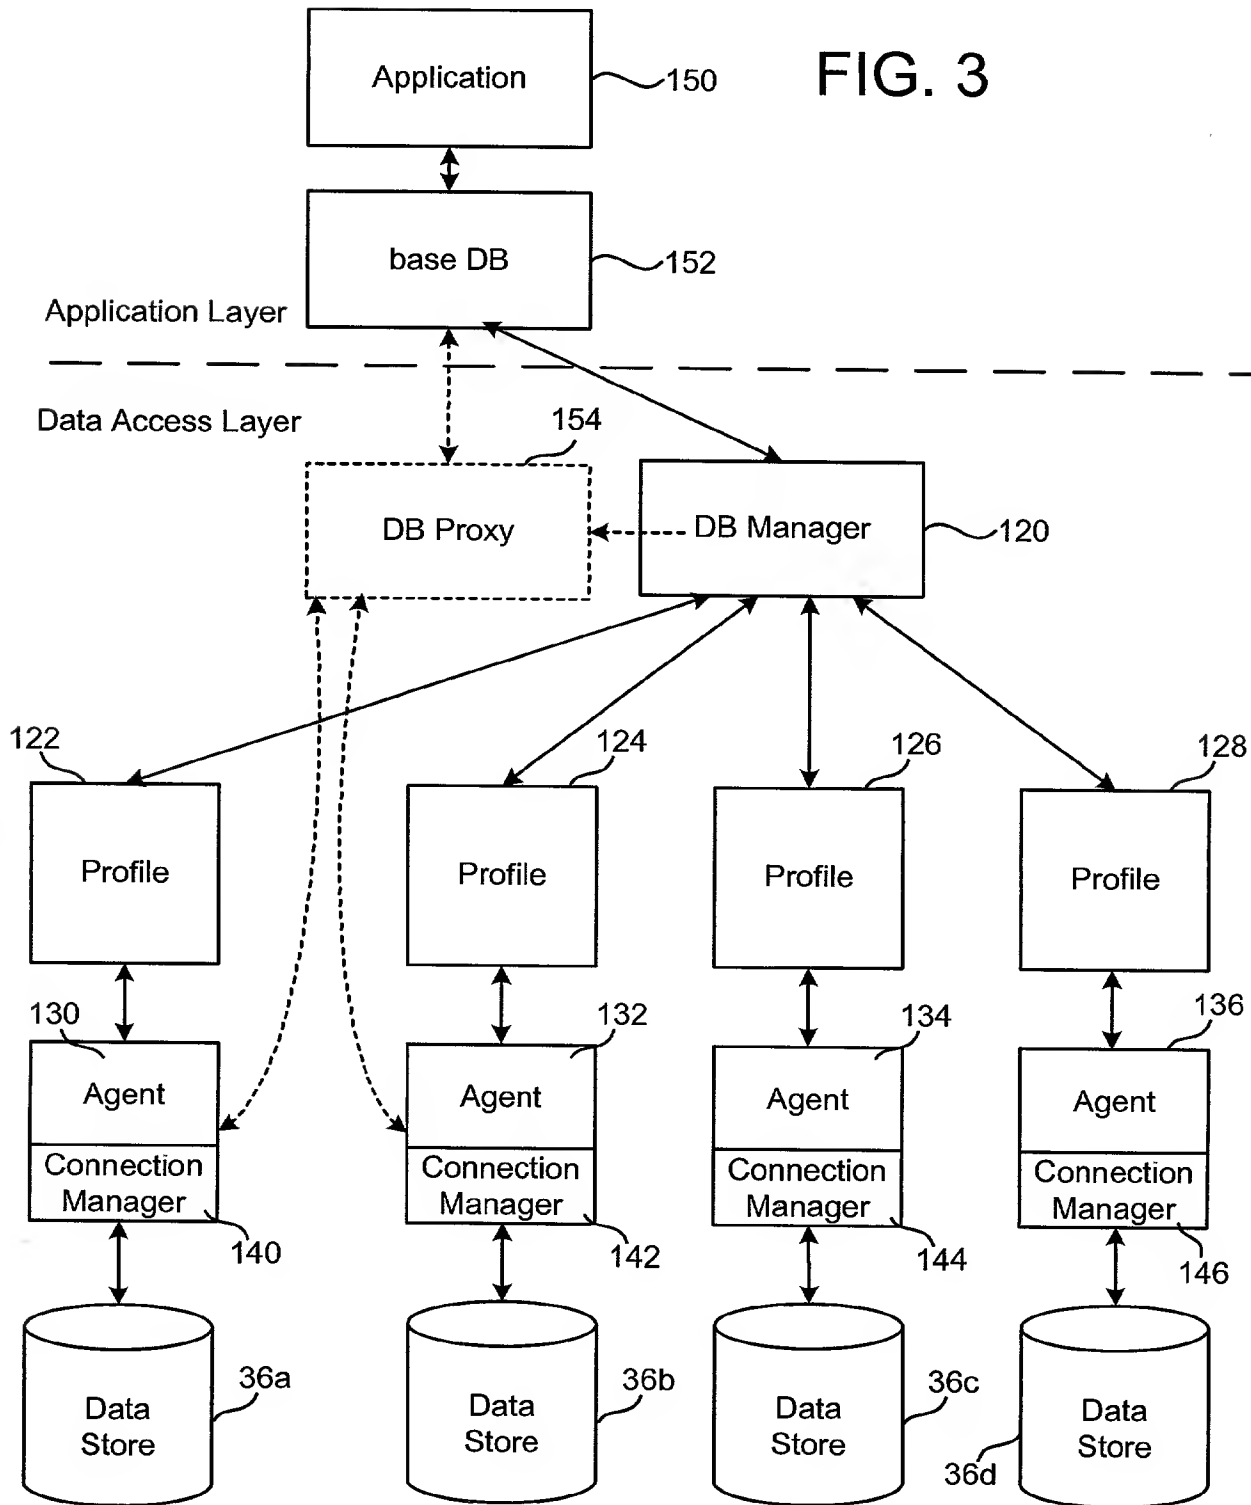 FIG. 3
Application
150
base DB
152
Application Layer
Data Access Layer
154
DB Proxy
DB Manager
120
122
124
126
128
Profile
Profile
Profile
Profile
130
132
134
136
Agent
Agent
Agent
Agent
Connection
Manager
Connection
Manager
Connection
Manager
Connection
Manager
140
142
144
146
36a
36b
36c
36d
Data
Store
Data
Store
Data
Store
Data
Store